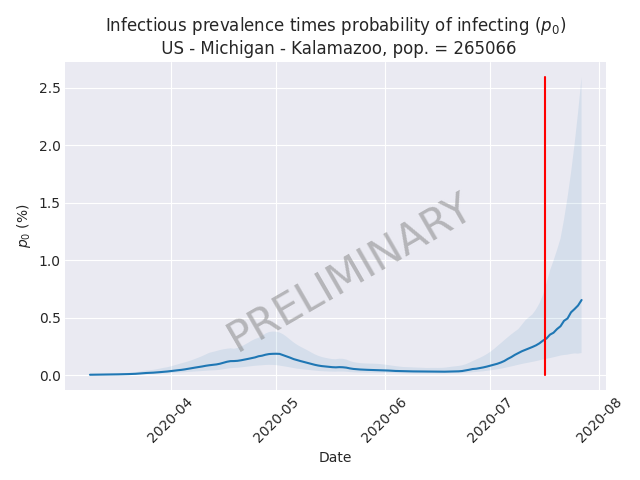 Infectious prevalence times probability of infecting (p₀)
US - Michigan - Kalamazoo, pop. = 265066
2.5
2.0
1.5
1.0
0.5
0.0
p₀ (%)
PRELIMINARY
2020-04
2020-05
2020-06
2020-07
2020-08
Date